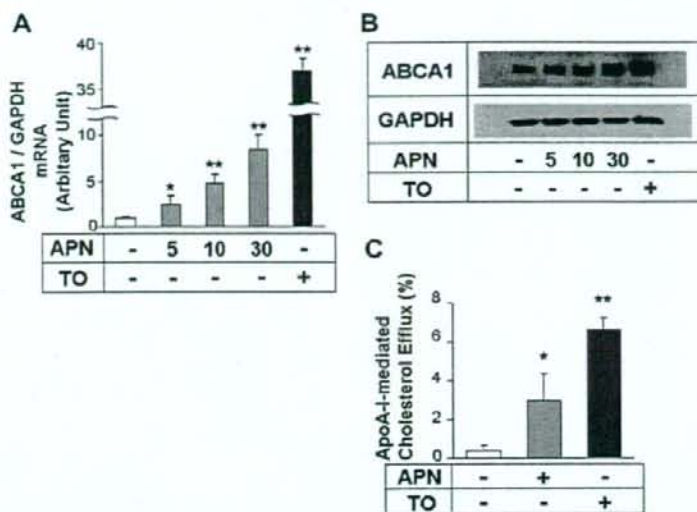 A
ABCA1 / GAPDH
mRNA
(Arbitary Unit)
40
35
10
5
0
*
**
**
**
APN - 5 10 30 -
TO - - - - +
B
ABCA1
GAPDH
APN - 5 10 30 -
TO - - - - +
C
ApoA-I-mediated
Cholesterol Efflux (%)
8
6
4
2
0
*
**
APN - + -
TO - - +